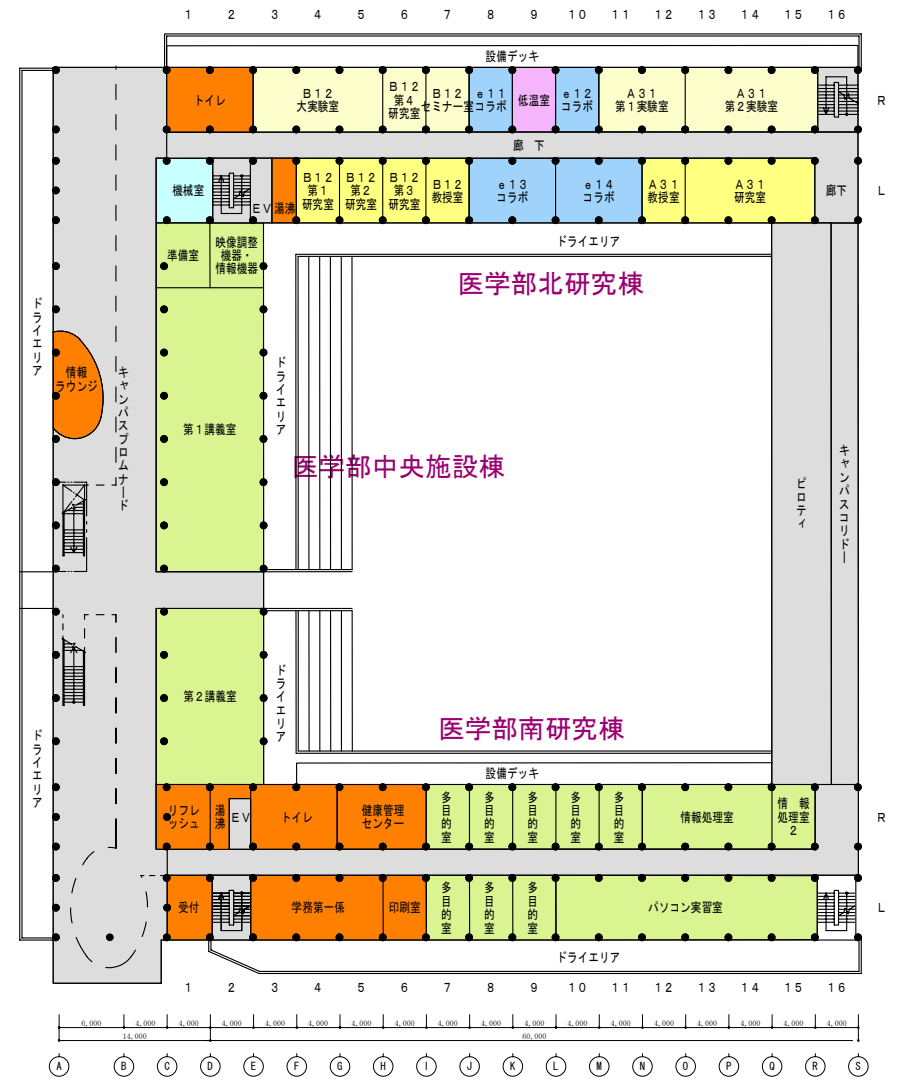 1 2 3 4 5 6 7 8 9 10 11 12 13 14 15 16
設備デッキ
トイレ
B12
大実験室
B12
第4
研究室
B12
セミナー室
e11
コラボ
低温室
e12
コラボ
A31
第1実験室
A31
第2実験室
R
廊 下
機械室
EV
湯沸
B12
第1
研究室
B12
第2
研究室
B12
第3
研究室
B12
教授室
e13
コラボ
e14
コラボ
A31
教授室
A31
研究室
廊下
L
準備室
映像調整
機器・
情報機器
ドライエリア
医学部北研究棟
ドライエリア
情報
ラウンジ
キャンパスプロムナード
ドライエリア
第1講義室
医学部中央施設棟
ピロティ
キャンパスコリドー
第2講義室
ドライエリア
ドライエリア
医学部南研究棟
設備デッキ
リフレ
ッシュ
湯沸
EV
トイレ
健康管理
センター
多目的室
多目的室
多目的室
多目的室
多目的室
情報処理室
情 報
処理室
2
R
受付
学務第一係
印刷室
多目的室
多目的室
多目的室
パソコン実習室
L
ドライエリア
1 2 3 4 5 6 7 8 9 10 11 12 13 14 15 16
6,000 4,000 4,000 4,000 4,000 4,000 4,000 4,000 4,000 4,000 4,000 4,000 4,000 4,000 4,000 4,000 4,000 4,000
14,000 60,000
A B C D E F G H I J K L M N O P Q R S